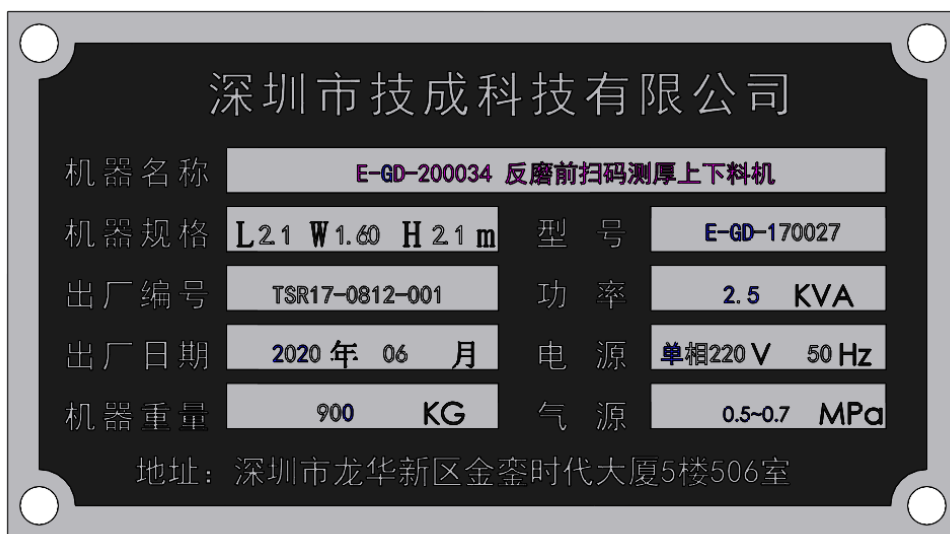 深圳市技成科技有限公司
机器名称 E-GD-200034 反磨前扫码测厚上下料机
机器规格 L 2.1 W 1.60 H 2.1 m 型号 E-GD-170027
出厂编号 TSR17-0812-001 功率 2.5 KVA
出厂日期 2020 年 06 月 电源 单相220 V 50 Hz
机器重量 900 KG 气源 0.5~0.7 MPa
地址：深圳市龙华新区金銮时代大厦5楼506室